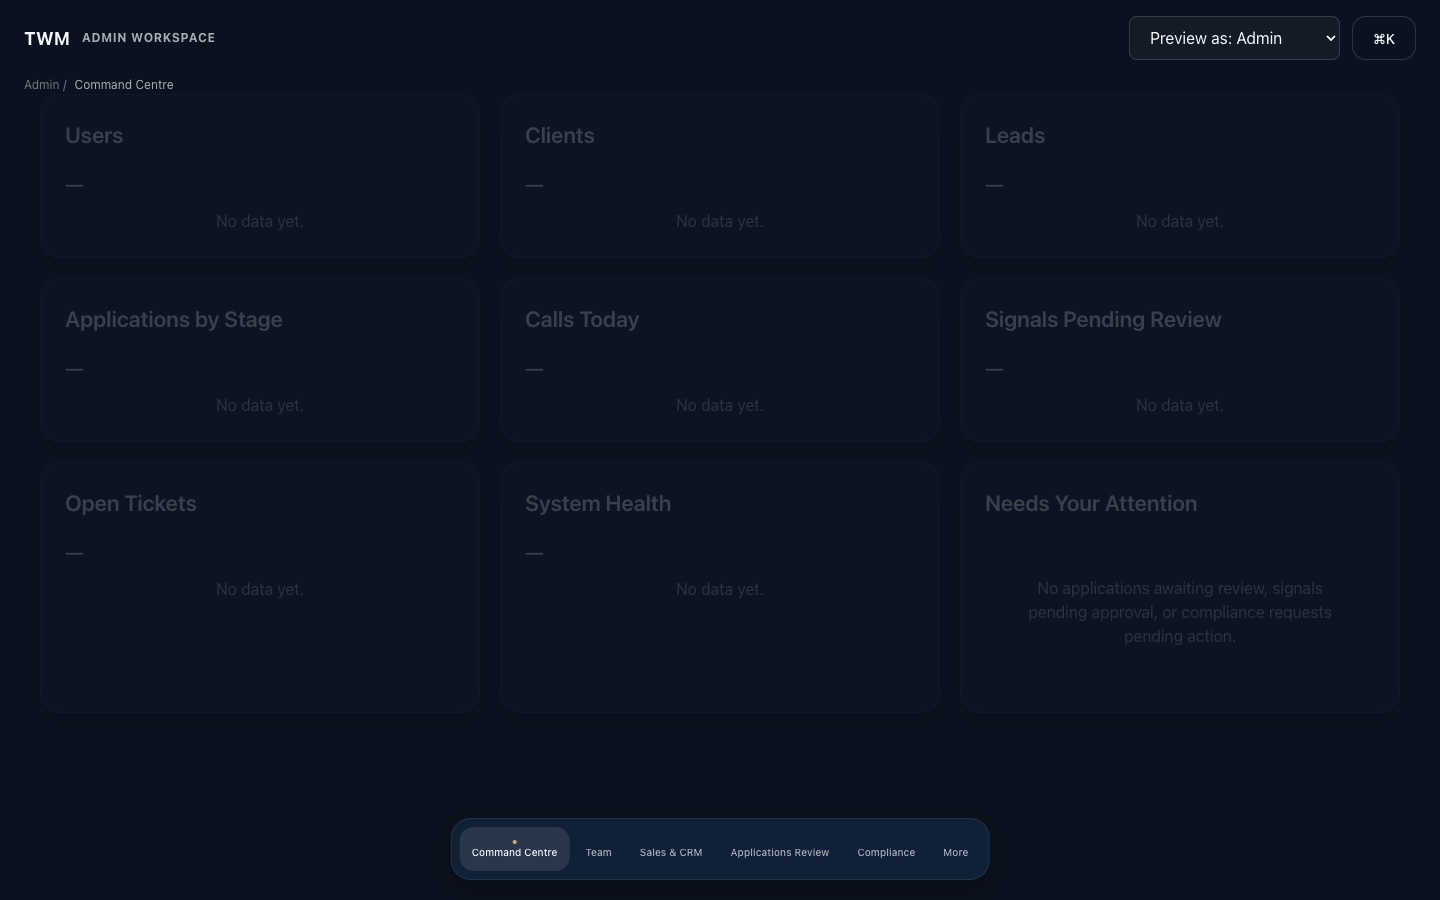 TWM ADMIN WORKSPACE
Preview as: Admin
⌘K
Admin / Command Centre
Users
—
No data yet.
Clients
—
No data yet.
Leads
—
No data yet.
Applications by Stage
—
No data yet.
Calls Today
—
No data yet.
Signals Pending Review
—
No data yet.
Open Tickets
—
No data yet.
System Health
—
No data yet.
Needs Your Attention
No applications awaiting review, signals
pending approval, or compliance requests
pending action.
Command Centre
Team
Sales & CRM
Applications Review
Compliance
More